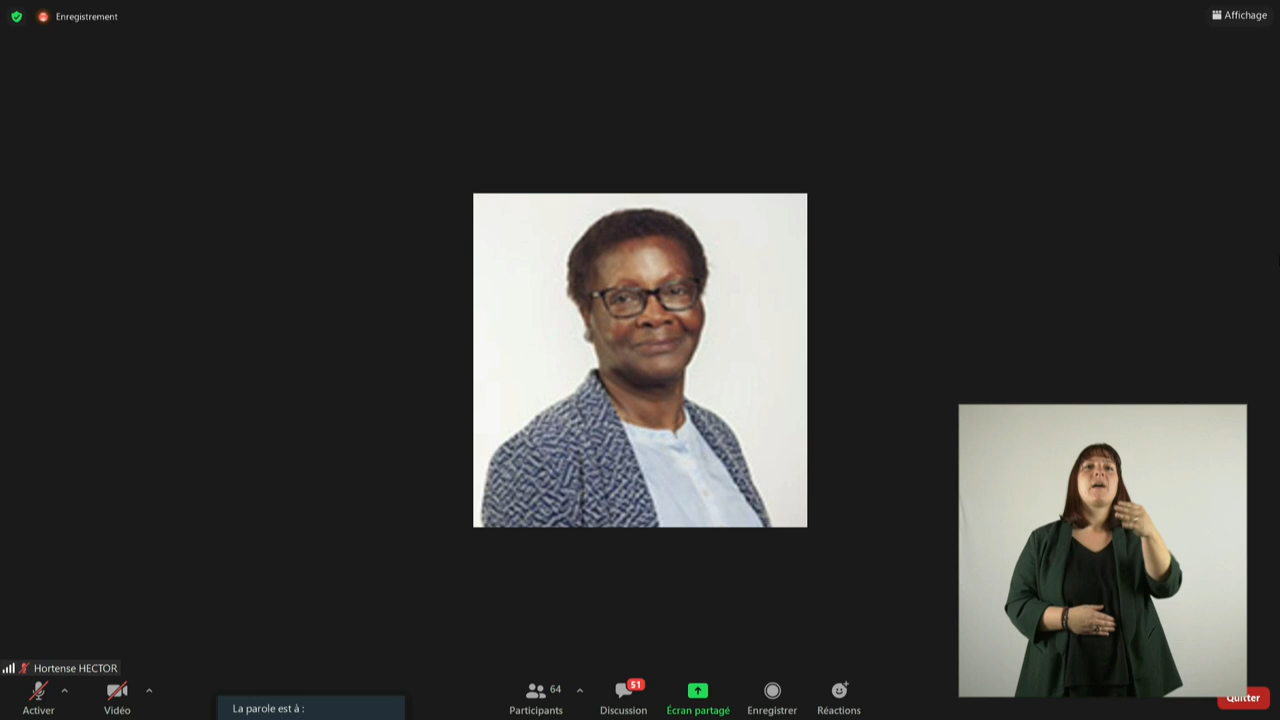 Enregistrement
Affichage
Hortense HECTOR
Activer
Vidéo
La parole est à :
64
Participants
51
Discussion
Écran partagé
Enregistrer
Réactions
Quitter